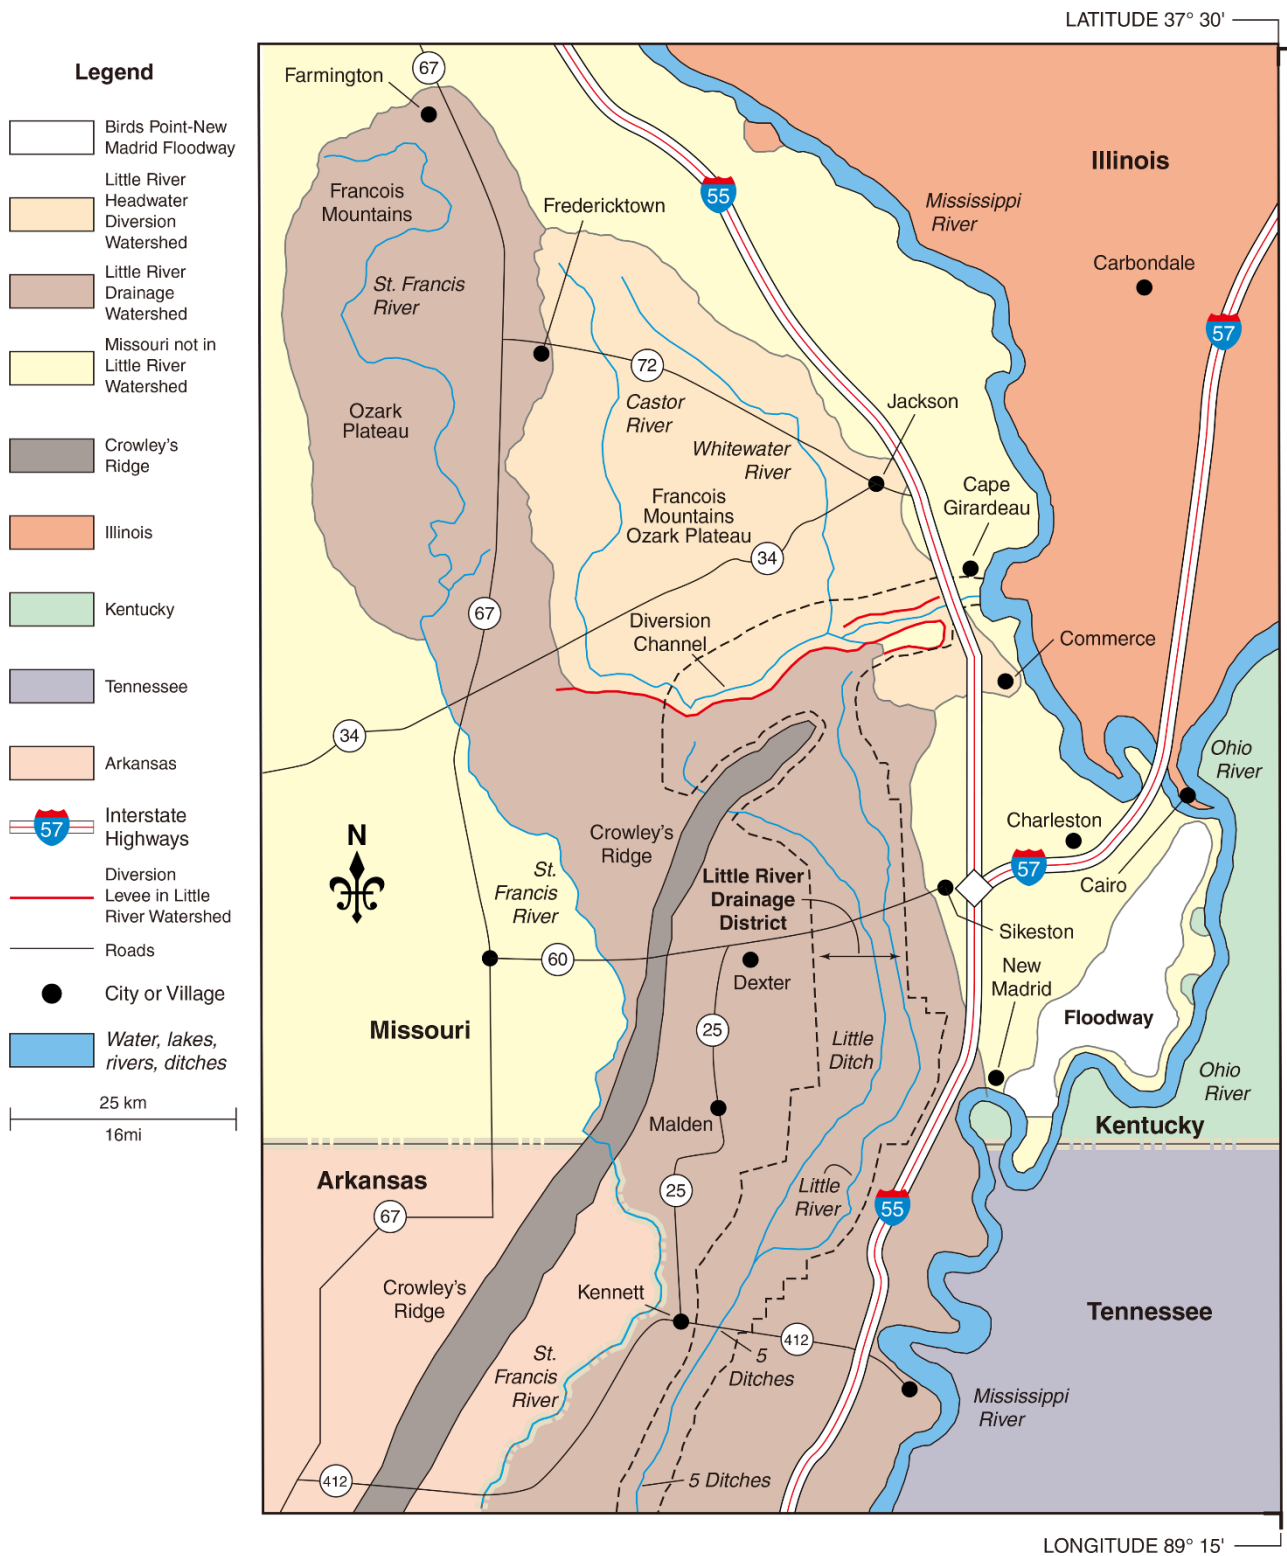 LATITUDE 37° 30'
Legend
Birds Point-New
Madrid Floodway
Little River
Headwater
Diversion
Watershed
Little River
Drainage
Watershed
Missouri not in
Little River
Watershed
Crowley's
Ridge
Illinois
Kentucky
Tennessee
Arkansas
57
Interstate
Highways
Diversion
Levee in Little
River Watershed
Roads
City or Village
Water, lakes,
rivers, ditches
25 km
16mi
67
Farmington
Francois
Mountains
Fredericktown
55
Illinois
Mississippi
River
Carbondale
57
St. Francis
River
72
Castor
River
Jackson
Ozark
Plateau
Whitewater
River
Cape
Girardeau
Francois
Mountains
Ozark Plateau
34
67
Diversion
Channel
Commerce
34
Ohio
River
N
Crowley's
Ridge
Charleston
57
Cairo
St.
Francis
River
Little River
Drainage
District
Sikeston
60
Dexter
New
Madrid
Floodway
Missouri
25
Little
Ditch
Ohio
River
Malden
Kentucky
Arkansas
67
25
Little
River
55
Crowley's
Ridge
Kennett
Tennessee
412
5
Ditches
St.
Francis
River
Mississippi
River
412
5 Ditches
LONGITUDE 89° 15'